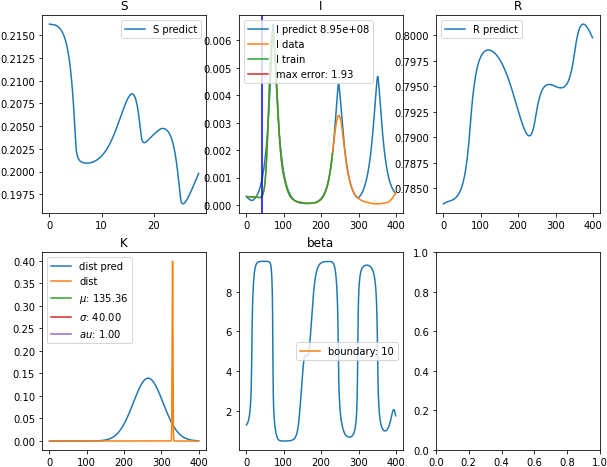 S
S predict
0.2150
0.2125
0.2100
0.2075
0.2050
0.2025
0.2000
0.1975
0 20
I
I predict 8.95e+08
I data
I train
max error: 1.93
0.006
0.005
0.004
0.003
0.002
0.001
0.000
0 100 200 300 400
R
R predict
0.8000
0.7975
0.7950
0.7925
0.7900
0.7875
0.7850
0 100 200 300 400
K
dist pred
dist
μ: 135.36
σ: 40.00
au: 1.00
0.40
0.35
0.30
0.25
0.20
0.15
0.10
0.05
0.00
0 100 200 300 400
beta
boundary: 10
8
6
4
2
0 100 200 300 400
1.0
0.8
0.6
0.4
0.2
0.0
0.0 0.2 0.4 0.6 0.8 1.0